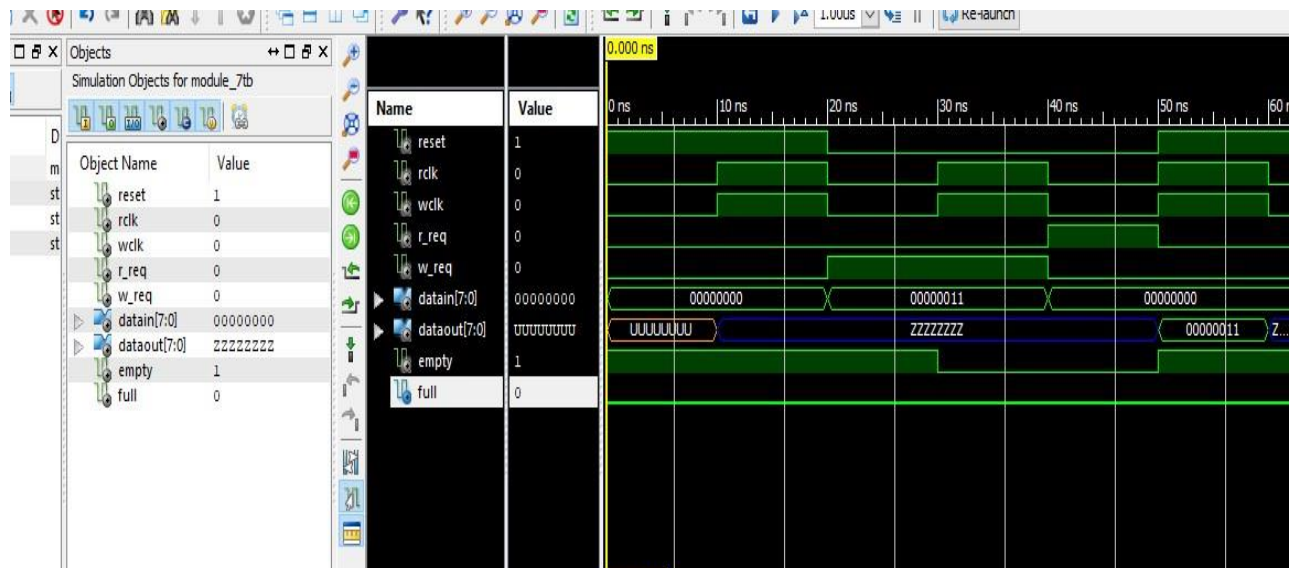 1.00us
Re-launch
Objects
Simulation Objects for module_7tb
D
m
st
st
st
Object Name Value
reset 1
rclk 0
wclk 0
r_req 0
w_req 0
datain[7:0] 00000000
dataout[7:0] ZZZZZZZZ
empty 1
full 0
0.000 ns
Name Value
0 ns 10 ns 20 ns 30 ns 40 ns 50 ns 60 n
reset 1
rclk 0
wclk 0
r_req 0
w_req 0
datain[7:0] 00000000 00000000 00000011 00000000
dataout[7:0] UUUUUUUU UUUUUUUU ZZZZZZZZ 00000011 Z...
empty 1
full 0